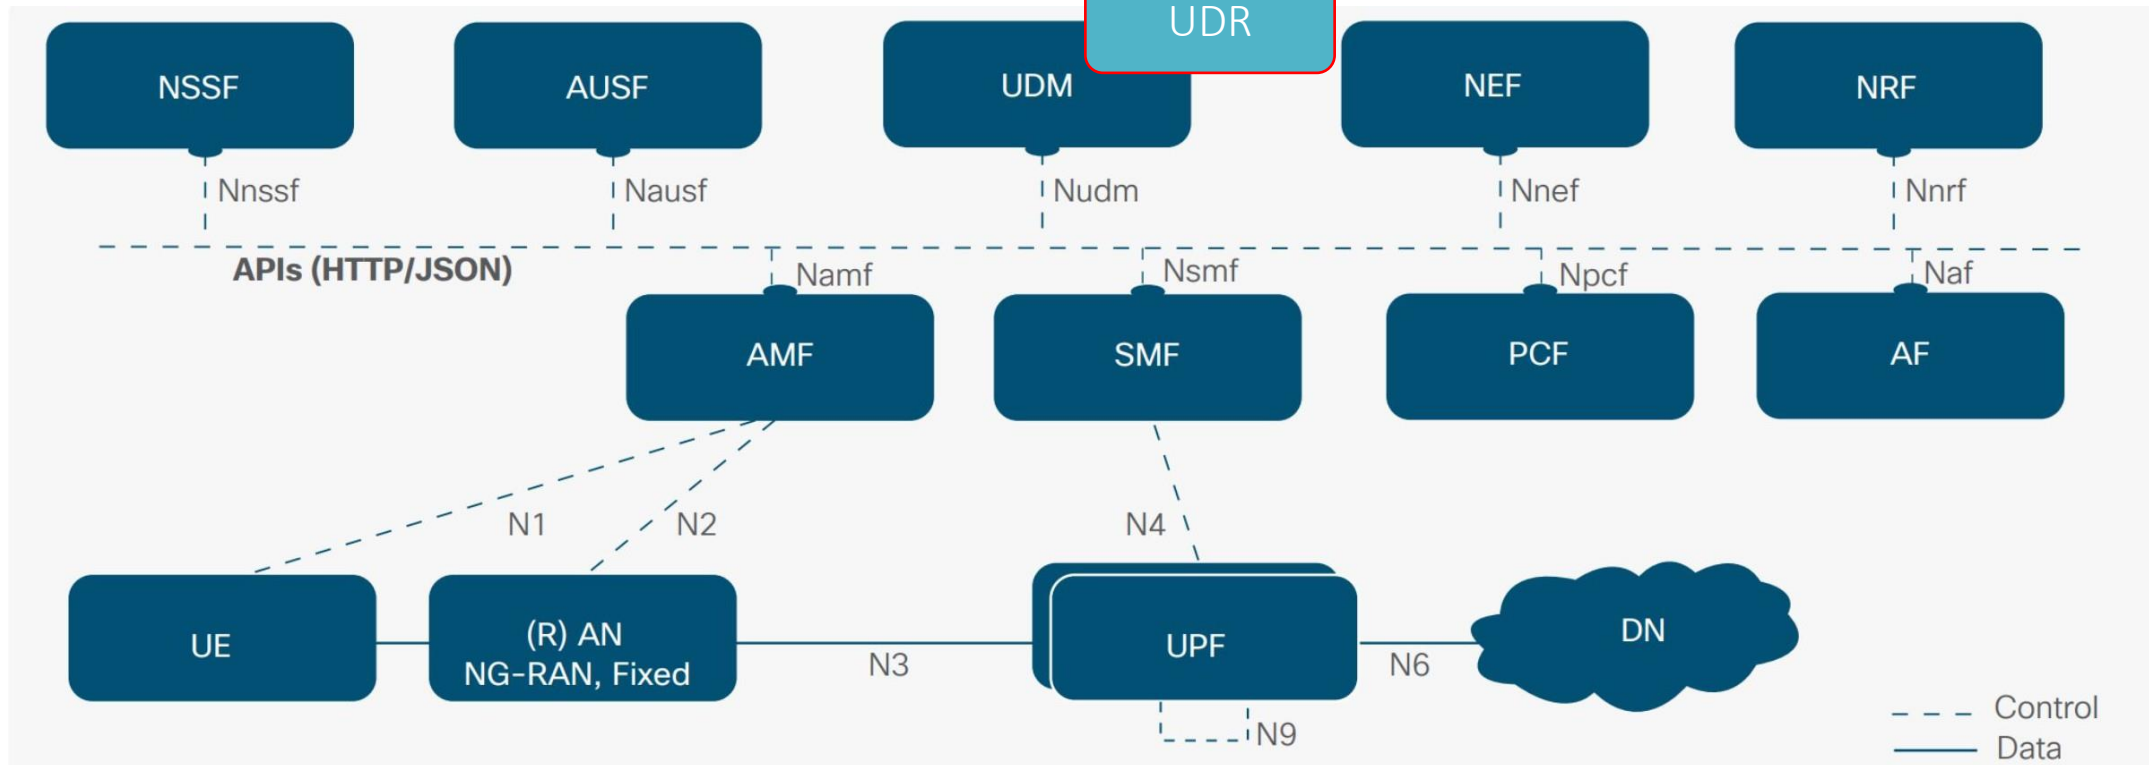 UDR
NSSF
AUSF
UDM
NEF
NRF
Nnssf
Nausf
Nudm
Nnef
Nnrf
APIs (HTTP/JSON)
Namf
Nsmf
Npcf
Naf
AMF
SMF
PCF
AF
N1
N2
N4
UE
(R) AN
NG-RAN, Fixed
N3
UPF
N6
DN
N9
Control
Data